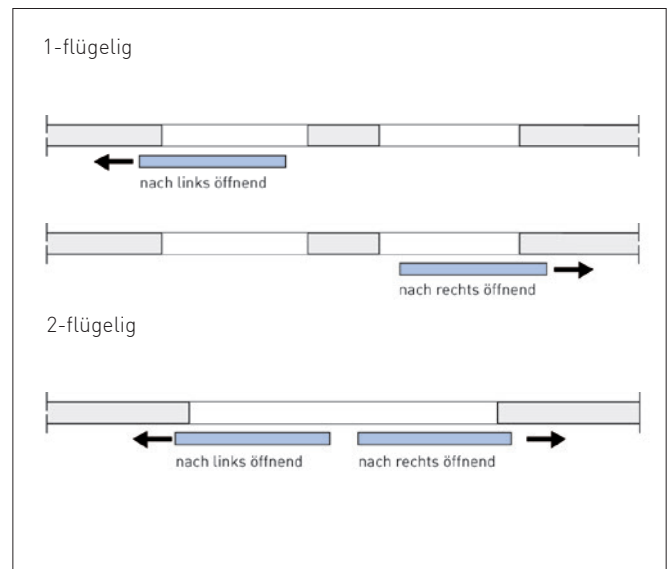 1-flügelig
nach links öffnend
nach rechts öffnend
2-flügelig
nach links öffnend
nach rechts öffnend